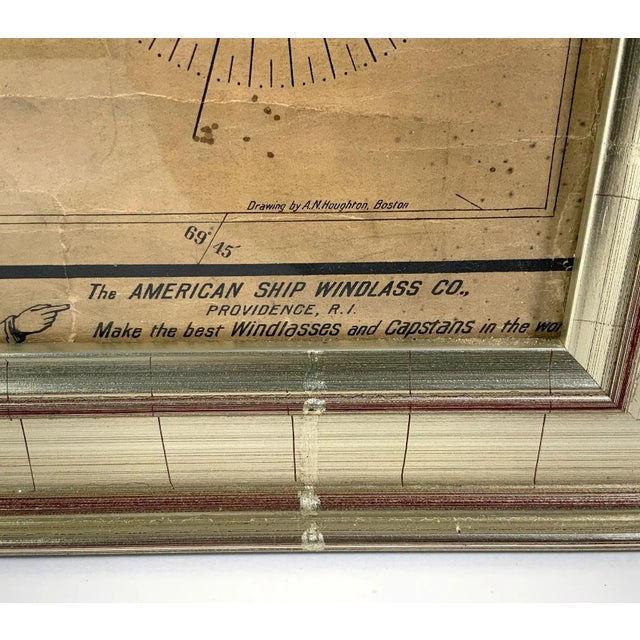 Drawing by A.N. Houghton, Boston
69° 45'
The AMERICAN SHIP WINDLASS CO.,
PROVIDENCE, R.I.
Make the best Windlasses and Capstans in the